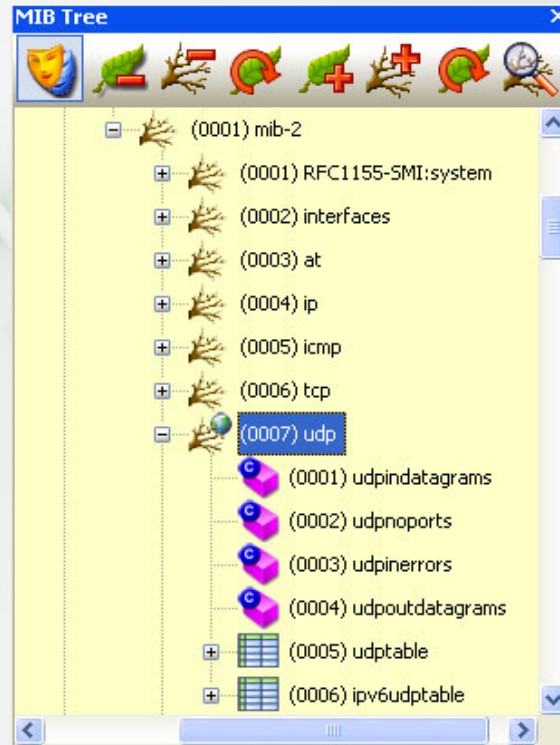 MIB Tree
(0001) mib-2
(0001) RFC1155-SMI:system
(0002) interfaces
(0003) at
(0004) ip
(0005) icmp
(0006) tcp
(0007) udp
C (0001) udpindatagrams
C (0002) udpnoports
C (0003) udpinerrors
C (0004) udpoutdatagrams
(0005) udptable
(0006) ipv6udptable